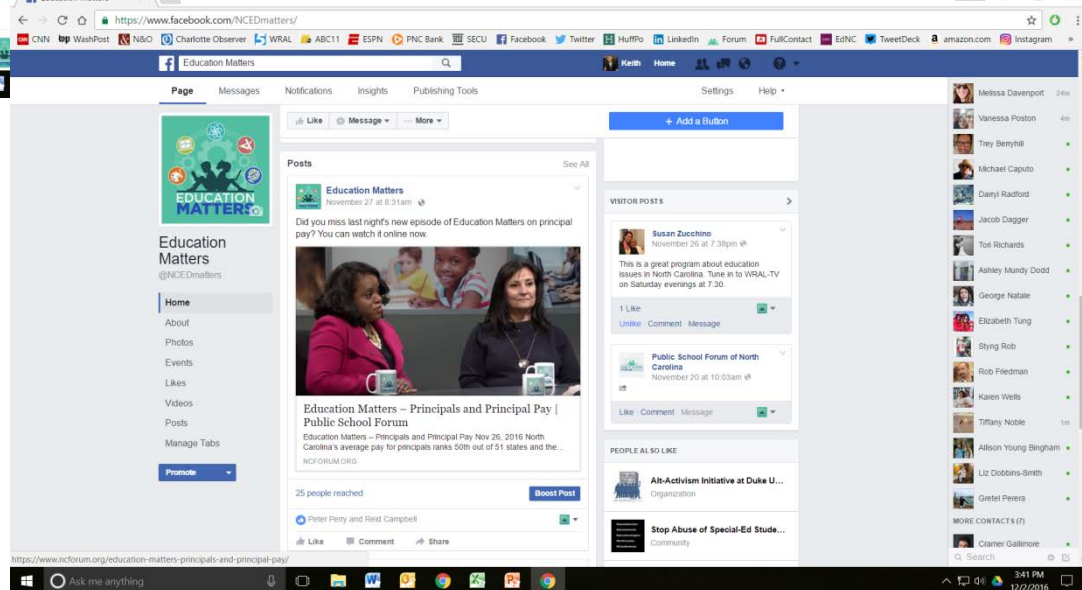 Education Matters
https://www.facebook.com/NCEDmatters/
CNN WashPost N&O Charlotte Observer WRAL ABC11 ESPN PNC Bank SECU Facebook Twitter HuffPo LinkedIn Forum FullContact EdNC TweetDeck amazon.com Instagram »
Education Matters
Keith Home
Page Messages Notifications Insights Publishing Tools Settings Help
Like Message More
+ Add a Button
EDUCATION
MATTERS
Education
Matters
@NCEDmatters
Home
About
Photos
Events
Likes
Videos
Posts
Manage Tabs
Promote
Posts See All
Education Matters
November 27 at 8:31am
Did you miss last night's new episode of Education Matters on principal
pay? You can watch it online now.
Education Matters – Principals and Principal Pay |
Public School Forum
Education Matters – Principals and Principal Pay Nov 26, 2016 North
Carolina's average pay for principals ranks 50th out of 51 states and the...
NCFORUM.ORG
25 people reached
Boost Post
Peter Perry and Reid Campbell
Like Comment Share
VISITOR POSTS
Susan Zucchino
November 26 at 7:38pm
This is a great program about education
issues in North Carolina. Tune in to WRAL-TV
on Saturday evenings at 7:30.
1 Like
Unlike · Comment · Message
Public School Forum of North
Carolina
November 20 at 10:03am
Like · Comment · Message
PEOPLE ALSO LIKE
Alt-Activism Initiative at Duke U...
Organization
Stop Abuse of Special-Ed Stude...
Community
Melissa Davenport 24m
Vanessa Poston 4m
Trey Berryhill
Michael Caputo
Darryl Radford
Jacob Dagger
Tori Richards
Ashley Mundy Dodd
George Natale
Elizabeth Tung
Styng Rob
Rob Friedman
Karen Wells
Tiffany Noble 1m
Allison Young Bingham
Liz Dobbins-Smith
Gretel Perera
MORE CONTACTS (7)
Cramer Gallimore
Search
https://www.ncforum.org/education-matters-principals-and-principal-pay/
Ask me anything
3:41 PM
12/2/2016